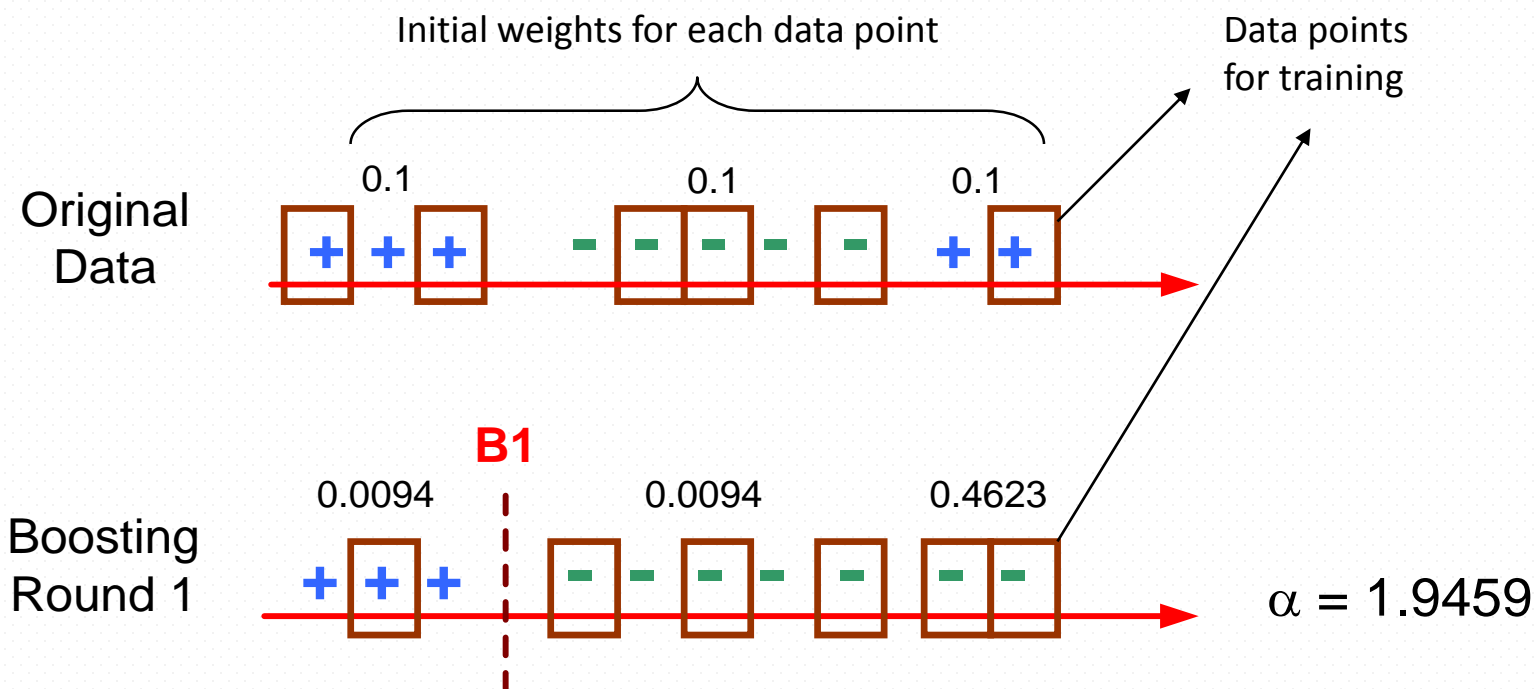 Initial weights for each data point
Data points
for training
0.1 0.1 0.1
Original
Data
+ + + - - - - - + +
B1
0.0094 0.0094 0.4623
Boosting
Round 1
+ + + - - - - - - -
α = 1.9459